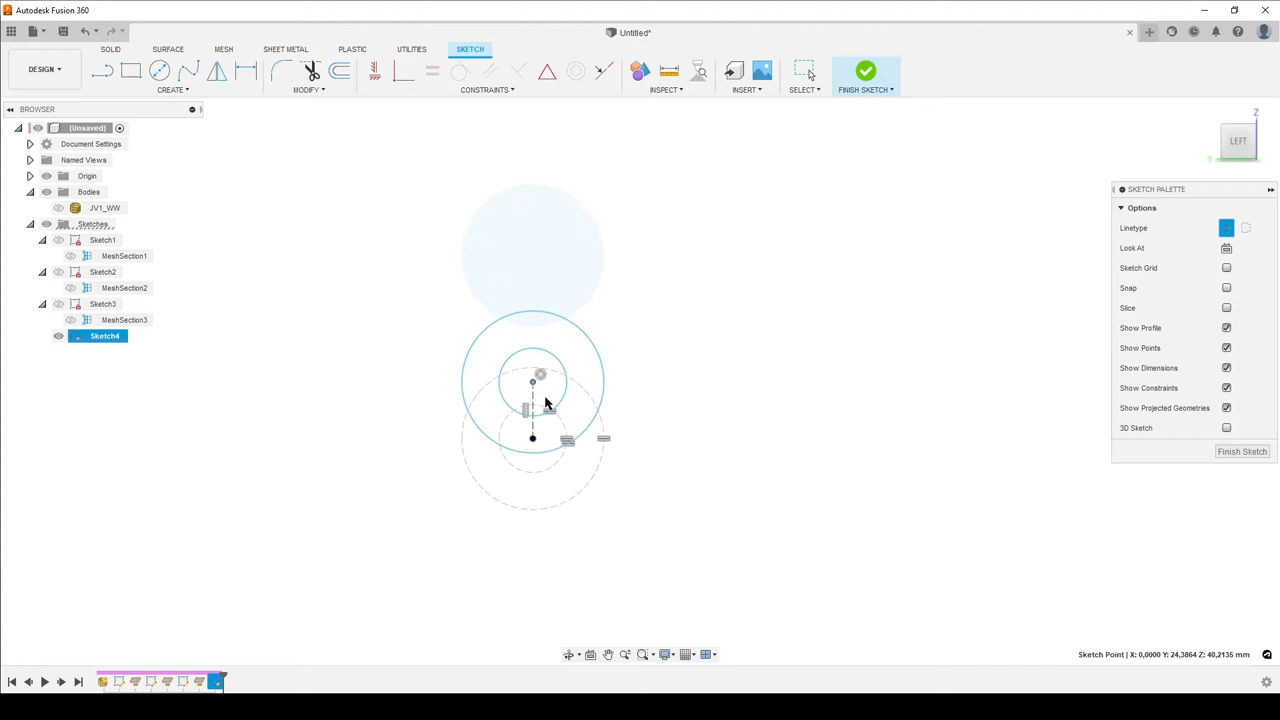 Autodesk Fusion 360
Untitled*
DESIGN
SOLID
SURFACE
MESH
SHEET METAL
PLASTIC
UTILITIES
SKETCH
CREATE
MODIFY
CONSTRAINTS
INSPECT
INSERT
SELECT
FINISH SKETCH
BROWSER
(Unsaved)
Document Settings
Named Views
Origin
Bodies
JV1_WW
Sketches
Sketch1
MeshSection1
Sketch2
MeshSection2
Sketch3
MeshSection3
Sketch4
Z
LEFT
Y
SKETCH PALETTE
Options
Linetype
Look At
Sketch Grid
Snap
Slice
Show Profile
Show Points
Show Dimensions
Show Constraints
Show Projected Geometries
3D Sketch
Finish Sketch
Sketch Point | X: 0,0000 Y: 24,3864 Z: 40,2135 mm